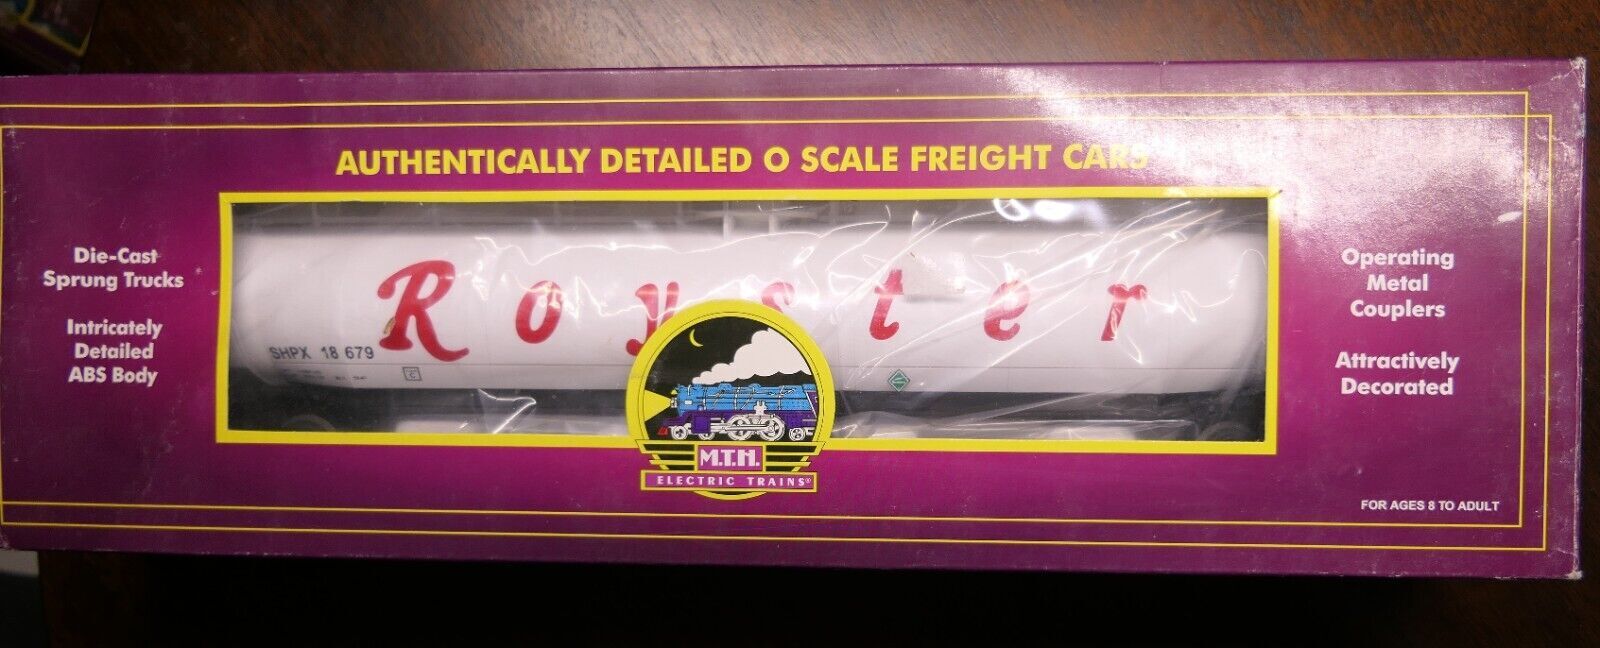 AUTHENTICALLY DETAILED O SCALE FREIGHT CARS
Die-Cast
Sprung Trucks
Intricately
Detailed
ABS Body
Royster
SHPX 18 679
C
M.T.H.
ELECTRIC TRAINS®
Operating
Metal
Couplers
Attractively
Decorated
FOR AGES 8 TO ADULT